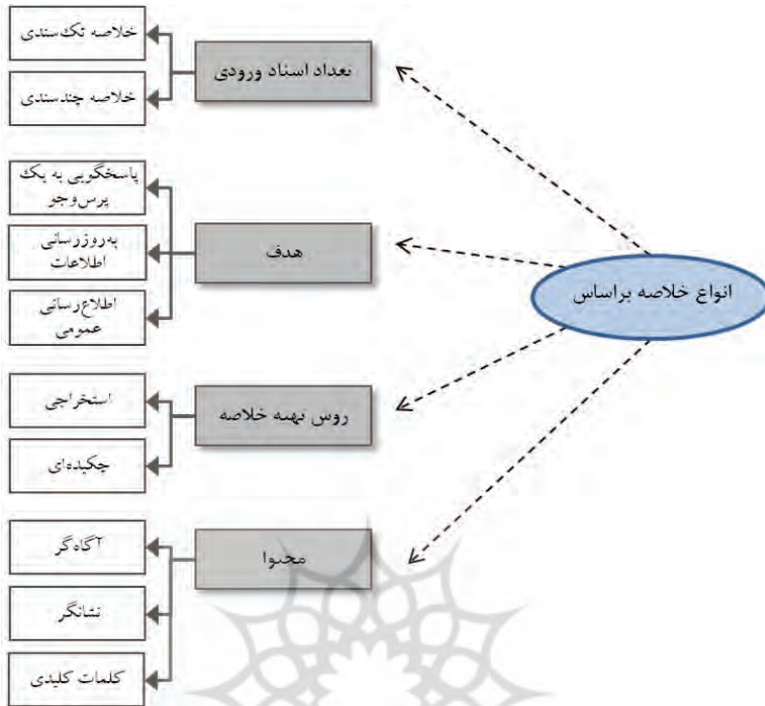 انواع خلاصه براساس
تعداد اسناد ورودی
خلاصه تک‌سندی
خلاصه چندسندی
هدف
پاسخگویی به یک
پرس‌وجو
به‌روزرسانی
اطلاعات
اطلاع‌رسانی
عمومی
روش تهیه خلاصه
استخراجی
چکیده‌ای
محتوا
آگاه‌گر
نشانگر
کلمات کلیدی